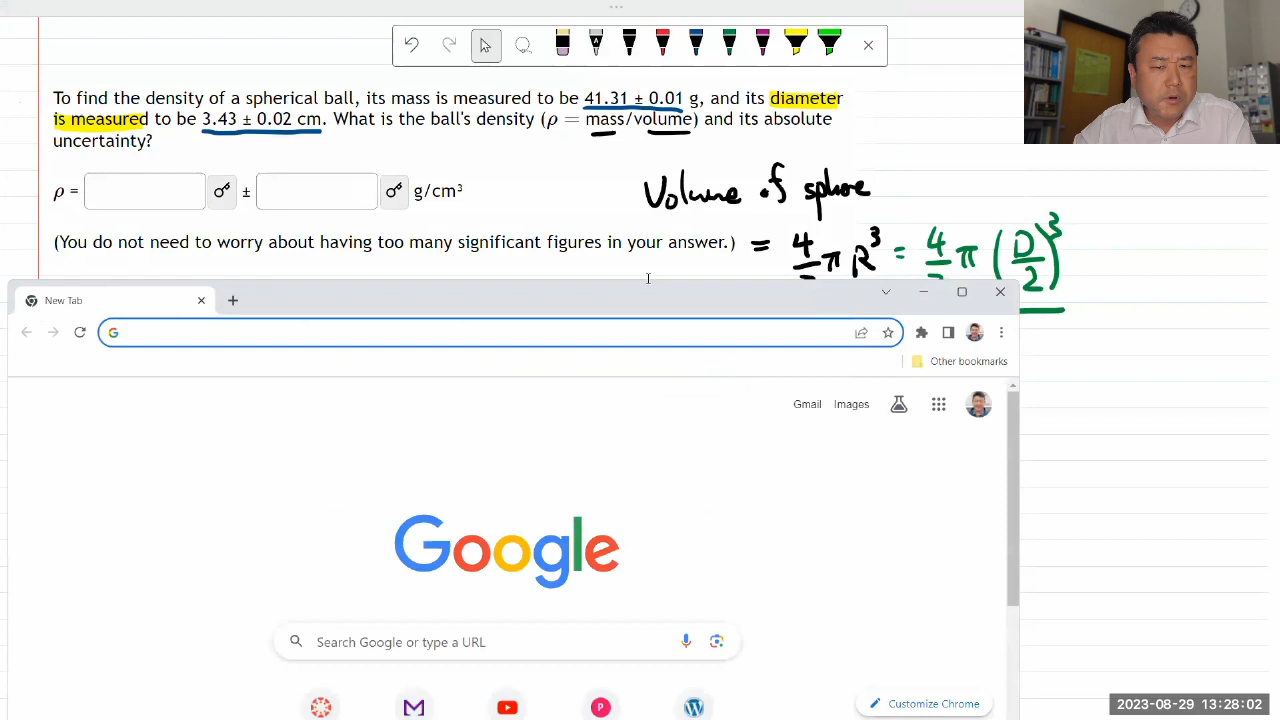 To find the density of a spherical ball, its mass is measured to be 41.31 ± 0.01 g, and its diameter
is measured to be 3.43 ± 0.02 cm. What is the ball's density (ρ = mass/volume) and its absolute
uncertainty?
Volume of sphere
ρ = ± g/cm³
(You do not need to worry about having too many significant figures in your answer.) = 4 π R³ = 4 π (D/2)³
New Tab
Other bookmarks
Gmail Images
Google
Search Google or type a URL
M P
Customize Chrome
2023-08-29 13:28:02